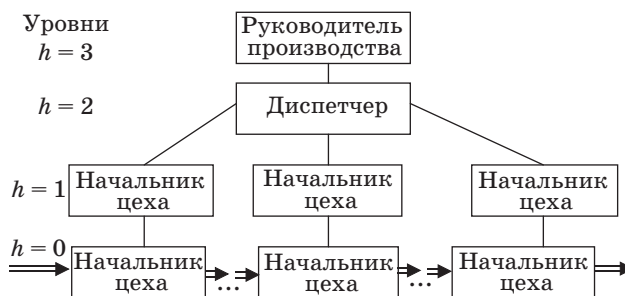 Уровни
h = 3
Руководитель
производства
h = 2
Диспетчер
h = 1
Начальник
цеха
Начальник
цеха
Начальник
цеха
h = 0
Начальник
цеха
...
Начальник
цеха
...
Начальник
цеха